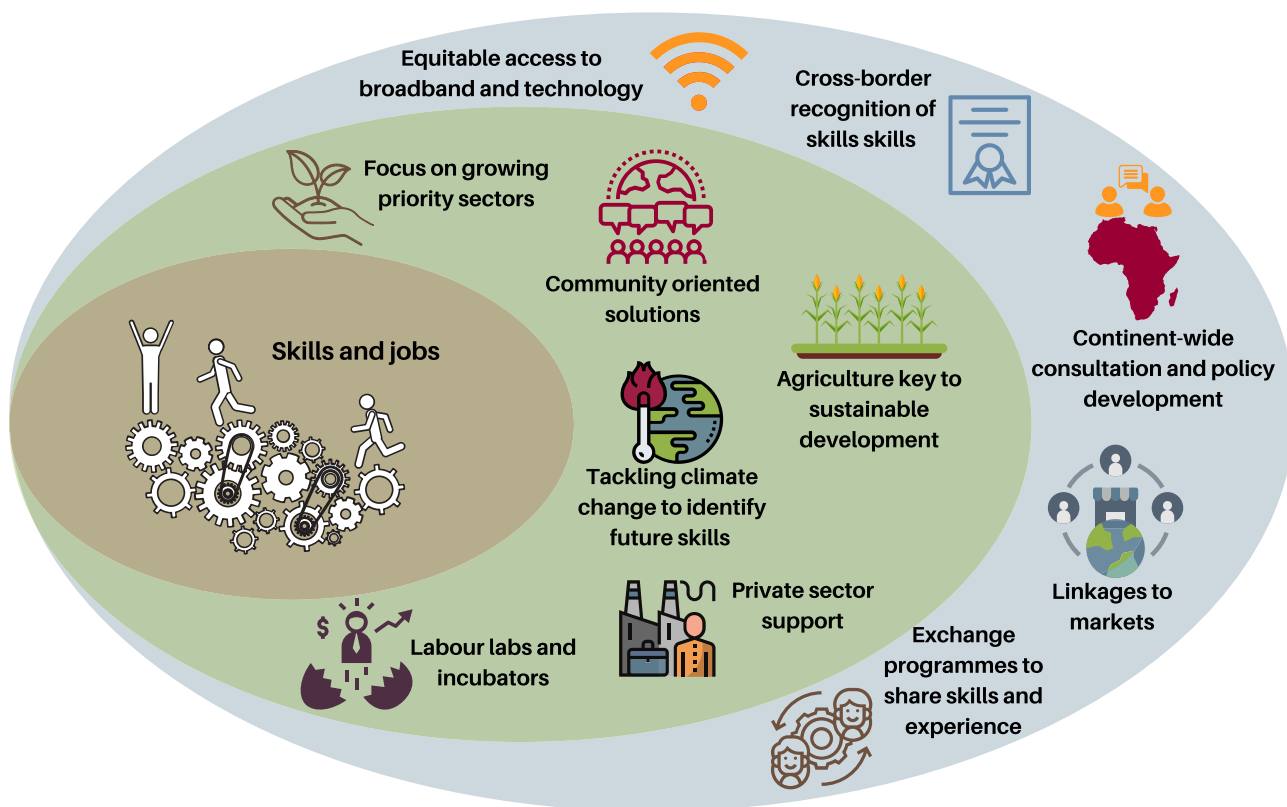 Equitable access to
broadband and technology
Cross-border
recognition of
skills skills
Focus on growing
priority sectors
Community oriented
solutions
Skills and jobs
Agriculture key to
sustainable
development
Continent-wide
consultation and policy
development
Tackling climate
change to identify
future skills
Private sector
support
Linkages to
markets
Labour labs and
incubators
$
Exchange
programmes to
share skills and
experience